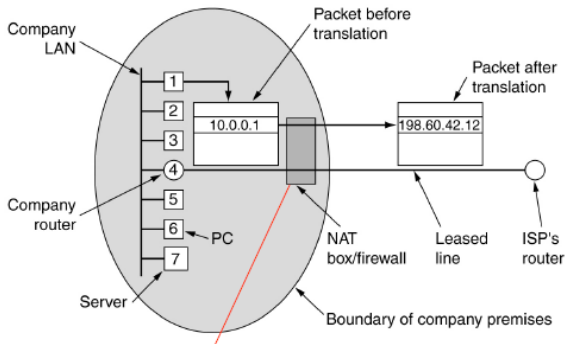 Company
LAN
Packet before
translation
Packet after
translation
1
2
3
4
5
6
7
10.0.0.1
198.60.42.12
Company
router
PC
Server
NAT
box/firewall
Leased
line
ISP's
router
Boundary of company premises